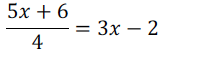 5x + 6
———— = 3x − 2
4